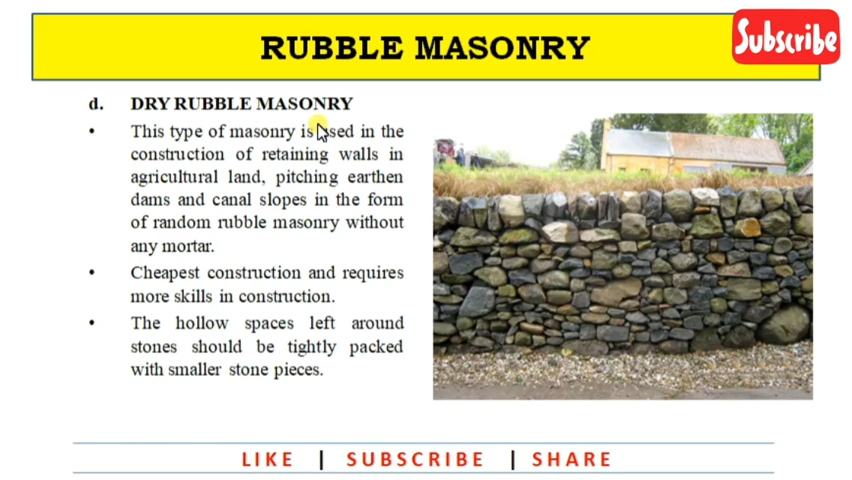 RUBBLE MASONRY
Subscribe
d. DRY RUBBLE MASONRY
• This type of masonry is used in the
construction of retaining walls in
agricultural land, pitching earthen
dams and canal slopes in the form
of random rubble masonry without
any mortar.
• Cheapest construction and requires
more skills in construction.
• The hollow spaces left around
stones should be tightly packed
with smaller stone pieces.
LIKE | SUBSCRIBE | SHARE